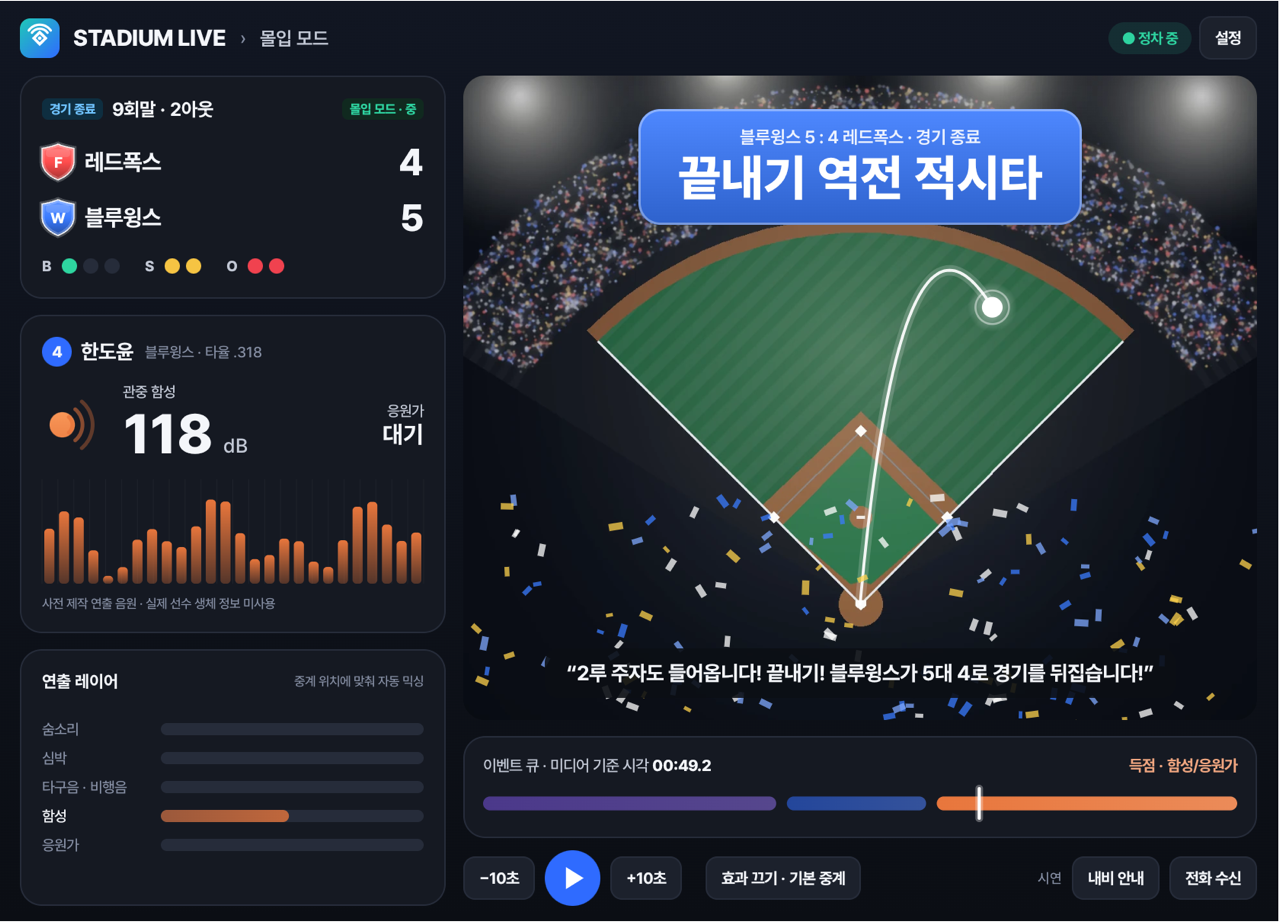 STADIUM LIVE › 몰입 모드
정차 중
설정
경기 종료 9회말 · 2아웃
몰입 모드 · 중
F 레드폭스 4
W 블루윙스 5
B S O
4 한도윤 블루윙스 · 타율 .318
관중 함성
118 dB
응원가
대기
사전 제작 연출 음원 · 실제 선수 생체 정보 미사용
연출 레이어
중계 위치에 맞춰 자동 믹싱
숨소리
심박
타구음 · 비행음
함성
응원가
블루윙스 5 : 4 레드폭스 · 경기 종료
끝내기 역전 적시타
“2루 주자도 들어옵니다! 끝내기! 블루윙스가 5대 4로 경기를 뒤집습니다!”
이벤트 큐 · 미디어 기준 시각 00:49.2
득점 · 함성/응원가
−10초
+10초
효과 끄기 · 기본 중계
시연
내비 안내
전화 수신